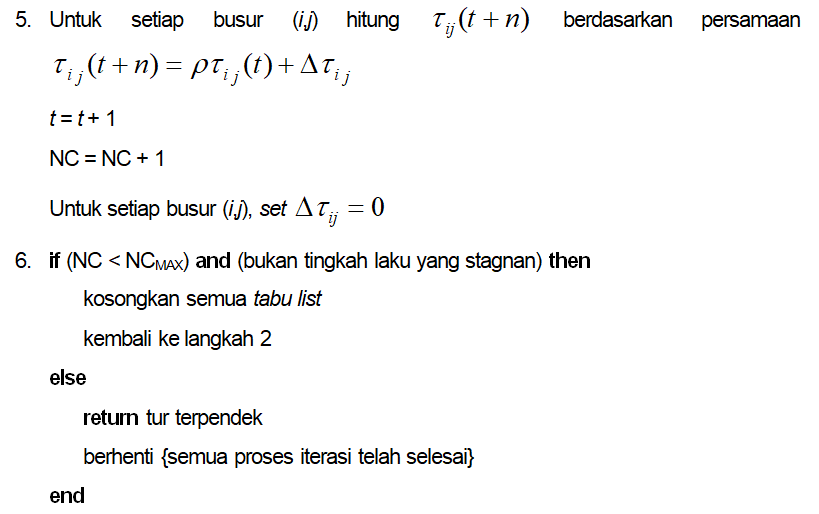 5. Untuk setiap busur (i,j) hitung τij(t + n) berdasarkan persamaan
τij(t + n) = ρτij(t) + Δτij
t = t + 1
NC = NC + 1
Untuk setiap busur (i,j), set Δτij = 0
6. if (NC < NCMAX) and (bukan tingkah laku yang stagnan) then
kosongkan semua tabu list
kembali ke langkah 2
else
return tur terpendek
berhenti {semua proses iterasi telah selesai}
end